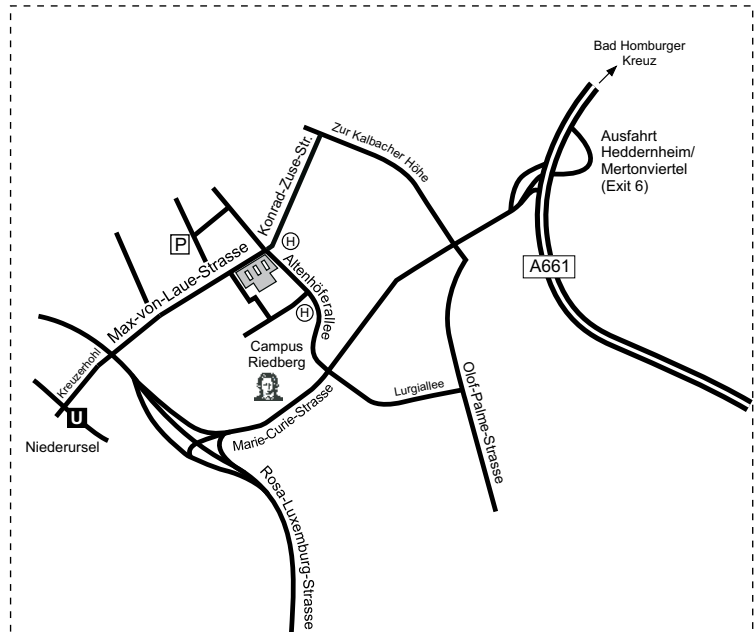 Bad Homburger
Kreuz
Ausfahrt
Heddernheim/
Mertonviertel
(Exit 6)
Zur Kalbacher Höhe
Konrad-Zuse-Str.
P
H
A661
Max-von-Laue-Strasse
Altenhöferallee
H
Campus
Riedberg
Kreuzerhohl
Lurgiallee
Olof-Palme-Strasse
U
Marie-Curie-Strasse
Niederursel
Rosa-Luxemburg-Strasse